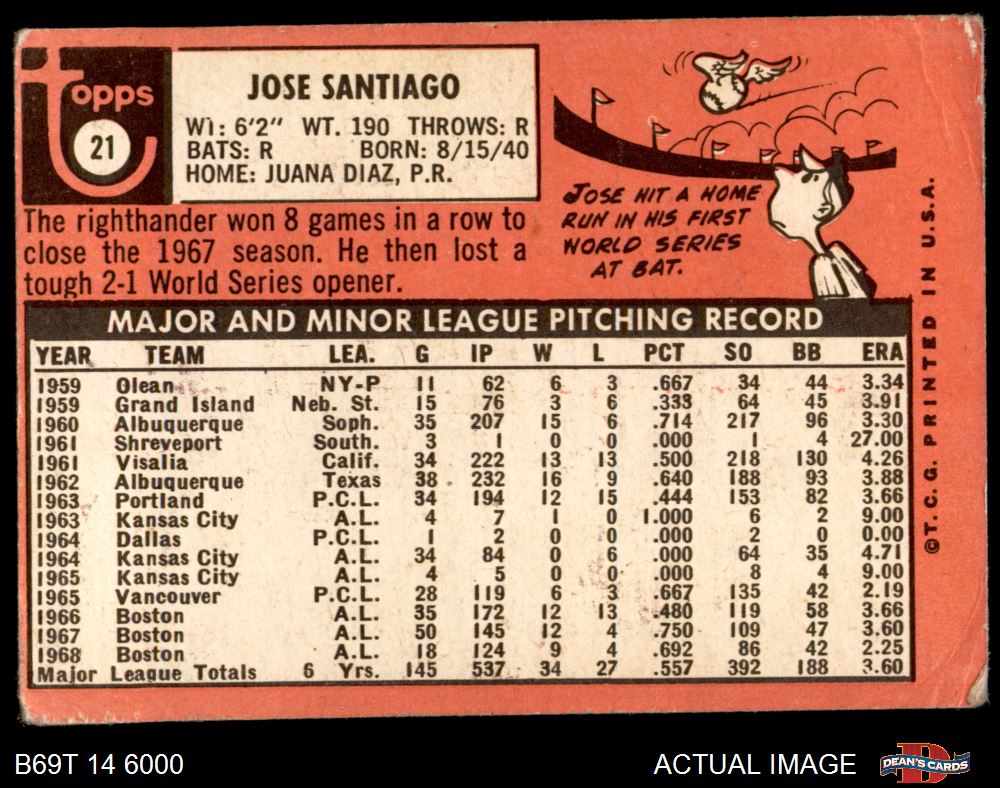 Topps
21
JOSE SANTIAGO
W1: 6'2" WT. 190 THROWS: R
BATS: R BORN: 8/15/40
HOME: JUANA DIAZ, P.R.
The righthander won 8 games in a row to
close the 1967 season. He then lost a
tough 2-1 World Series opener.
JOSE HIT A HOME
RUN IN HIS FIRST
WORLD SERIES
AT BAT.
MAJOR AND MINOR LEAGUE PITCHING RECORD
YEAR TEAM LEA. G IP W L PCT SO BB ERA
1959 Olean NY-P 11 62 6 3 .667 34 44 3.34
1959 Grand Island Neb. St. 15 76 3 6 .333 64 45 3.91
1960 Albuquerque Soph. 35 207 15 6 .714 217 96 3.30
1961 Shreveport South. 3 1 0 0 .000 1 4 27.00
1961 Visalia Calif. 34 222 13 13 .500 218 130 4.26
1962 Albuquerque Texas 38 232 16 9 .640 188 93 3.88
1963 Portland P.C.L. 34 194 12 15 .444 153 82 3.66
1963 Kansas City A.L. 4 7 1 0 1.000 6 2 9.00
1964 Dallas P.C.L. 1 2 0 0 .000 2 0 0.00
1964 Kansas City A.L. 34 84 0 6 .000 64 35 4.71
1965 Kansas City A.L. 4 5 0 0 .000 8 4 9.00
1965 Vancouver P.C.L. 28 119 6 3 .667 135 42 2.19
1966 Boston A.L. 35 172 12 13 .480 119 58 3.66
1967 Boston A.L. 50 145 12 4 .750 109 47 3.60
1968 Boston A.L. 18 124 9 4 .692 86 42 2.25
Major League Totals 6 Yrs. 145 537 34 27 .557 392 188 3.60
©T.C.G. PRINTED IN U.S.A.
B69T 14 6000
ACTUAL IMAGE
DEAN'S CARDS